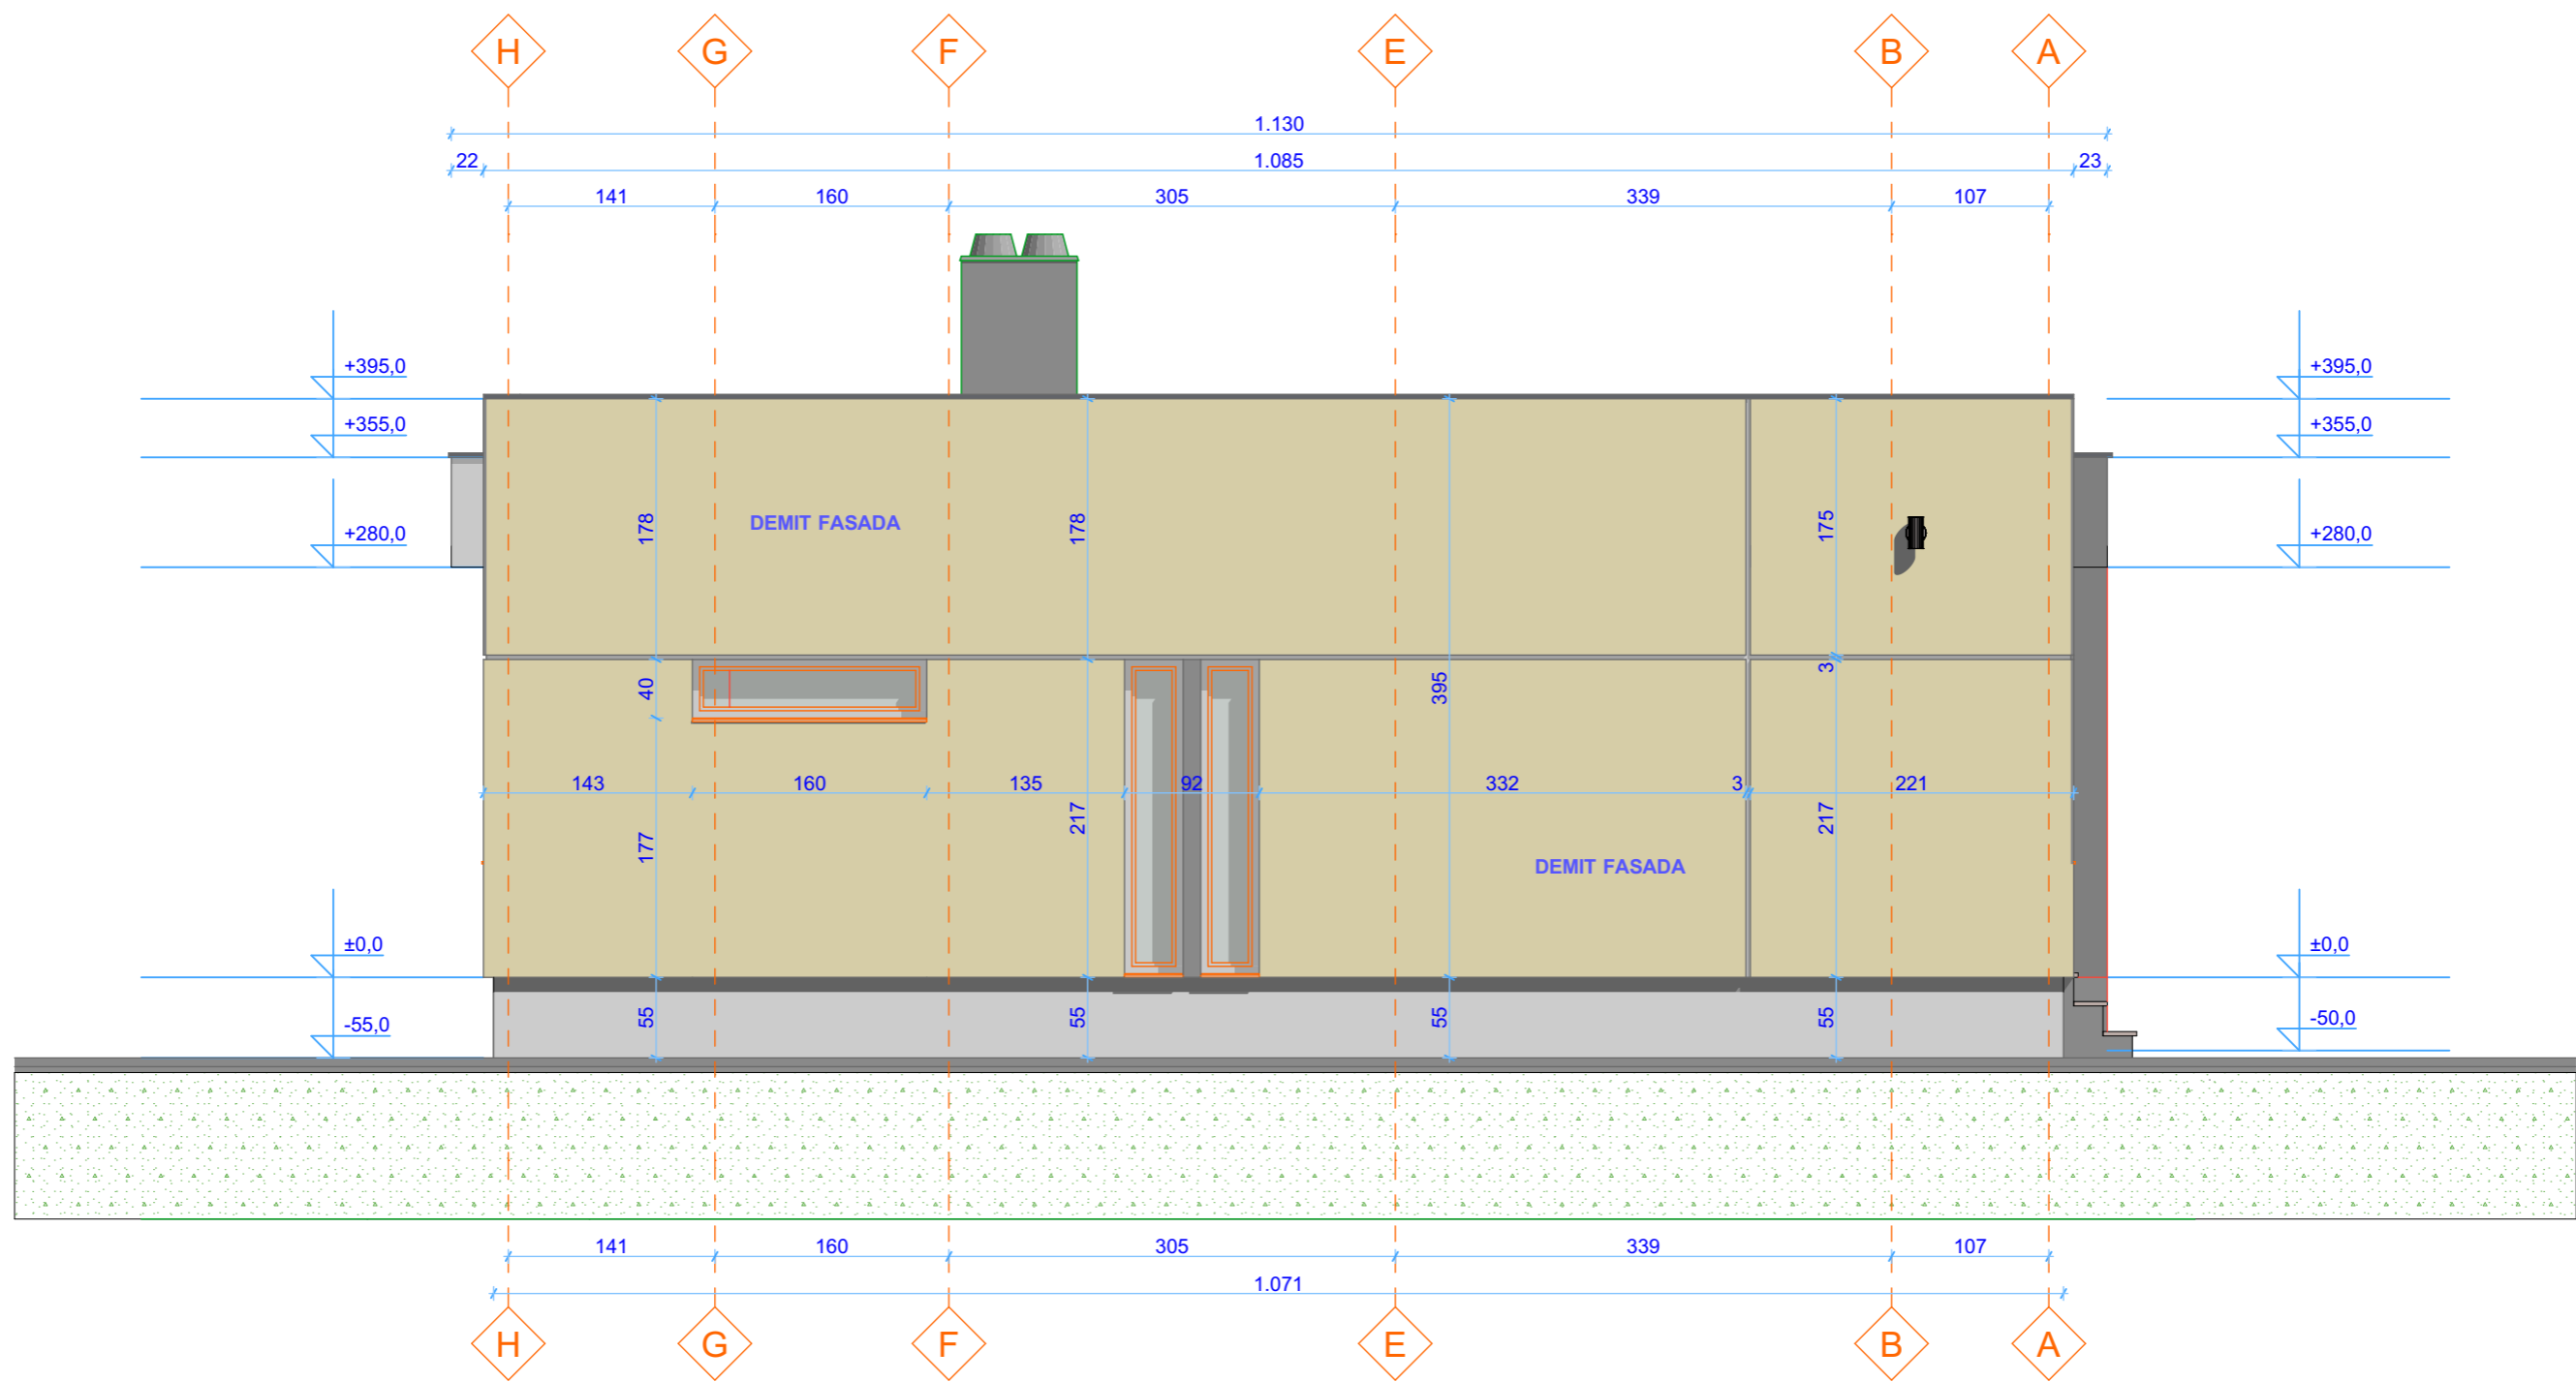 H G F E B A
1.130
22 1.085 23
141 160 305 339 107
+395,0 +395,0
+355,0 +355,0
178 DEMIT FASADA 178 175
+280,0 +280,0
40 395 3
143 160 135 92 332 3 221
177 217 217
DEMIT FASADA
±0,0 ±0,0
-55,0 55 55 55 55 -50,0
141 160 305 339 107
1.071
H G F E B A